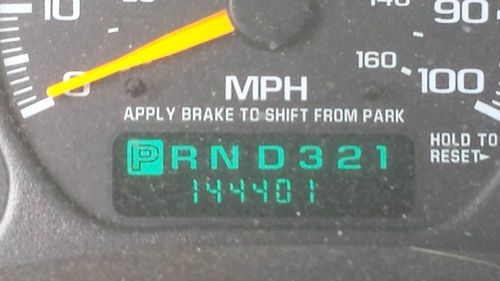 10
90
140
0
160
100
MPH
APPLY BRAKE TO SHIFT FROM PARK
HOLD TO
RESET
P R N D 3 2 1
144401